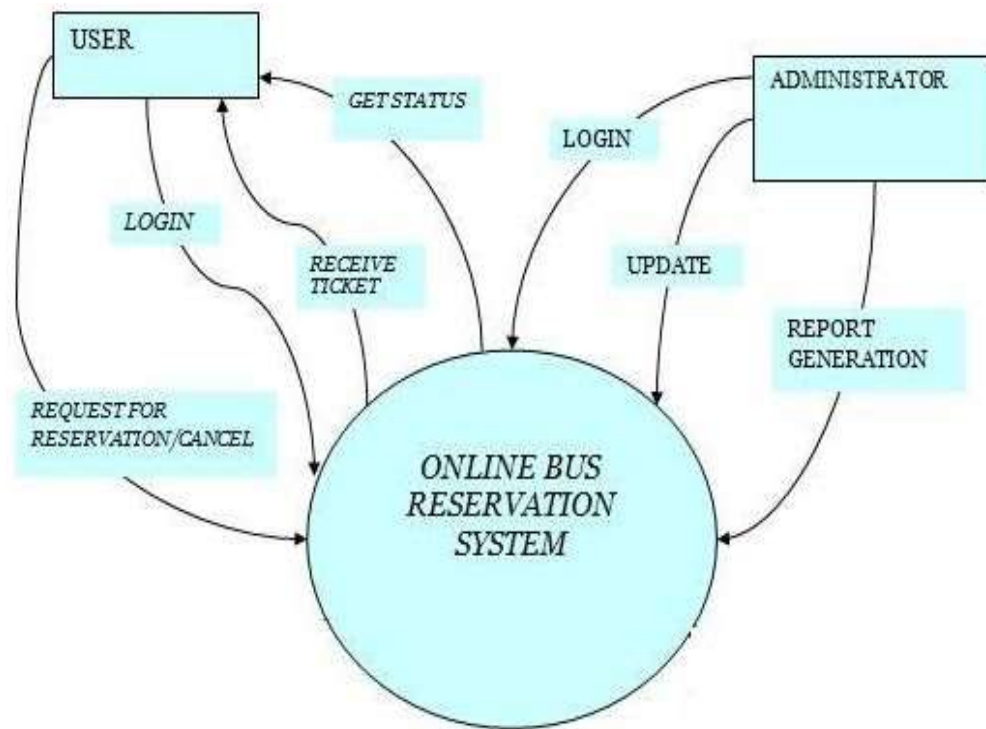 USER
ADMINISTRATOR
GET STATUS
LOGIN
LOGIN
RECEIVE
TICKET
UPDATE
REPORT
GENERATION
REQUEST FOR
RESERVATION/CANCEL
ONLINE BUS
RESERVATION
SYSTEM